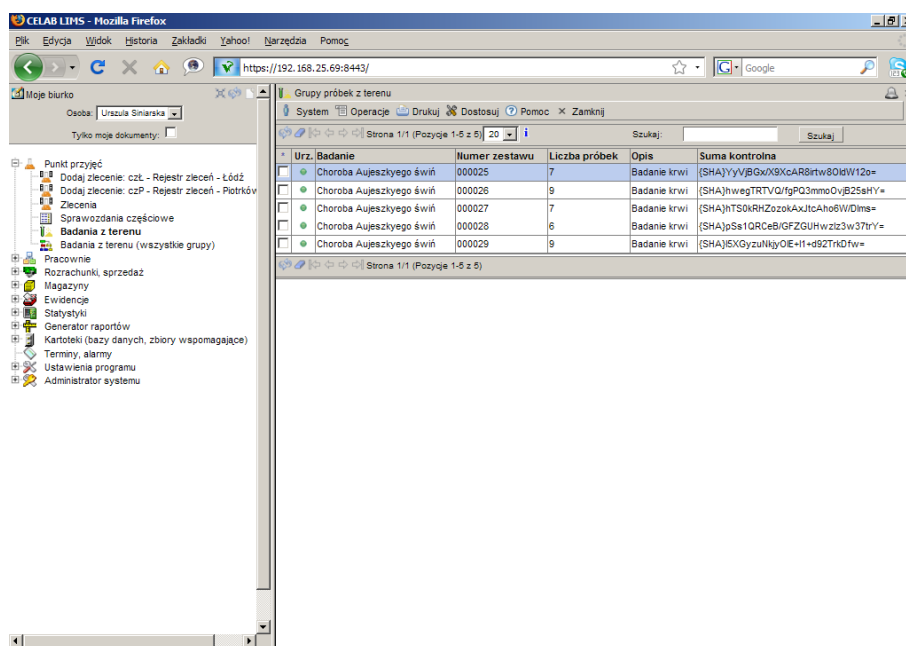 CELAB LIMS - Mozilla Firefox
Plik Edycja Widok Historia Zakładki Yahoo! Narzędzia Pomoc
https://192.168.25.69:8443/
Google
Moje biurko
Osoba: Urszula Siniarska
Tylko moje dokumenty:
Punkt przyjęć
Dodaj zlecenie: czŁ - Rejestr zleceń - Łódź
Dodaj zlecenie: czP - Rejestr zleceń - Piotrków
Zlecenia
Sprawozdania częściowe
Badania z terenu
Badania z terenu (wszystkie grupy)
Pracownie
Rozrachunki, sprzedaż
Magazyny
Ewidencje
Statystyki
Generator raportów
Kartoteki (bazy danych, zbiory wspomagające)
Terminy, alarmy
Ustawienia programu
Administrator systemu
Grupy próbek z terenu
System Operacje Drukuj Dostosuj Pomoc Zamknij
Strona 1/1 (Pozycje 1-5 z 5) 20 Szukaj: Szukaj
* Urz. Badanie Numer zestawu Liczba próbek Opis Suma kontrolna
Choroba Aujeszkyego świń 000025 7 Badanie krwi {SHA}YyVjBGx/X9XcAR8irtw8OldW12o=
Choroba Aujeszkyego świń 000026 9 Badanie krwi {SHA}hwegTRTVQ/fgPQ3mmoOvjB25sHY=
Choroba Aujeszkyego świń 000027 7 Badanie krwi {SHA}hTS0kRHZozokAxJtcAho6W/DIms=
Choroba Aujeszkyego świń 000028 6 Badanie krwi {SHA}pSs1QRCeB/GFZGUHwzIz3w37trY=
Choroba Aujeszkyego świń 000029 9 Badanie krwi {SHA}I5XGyzuNkjyOlE+I1+d92TrkDfw=
Strona 1/1 (Pozycje 1-5 z 5)